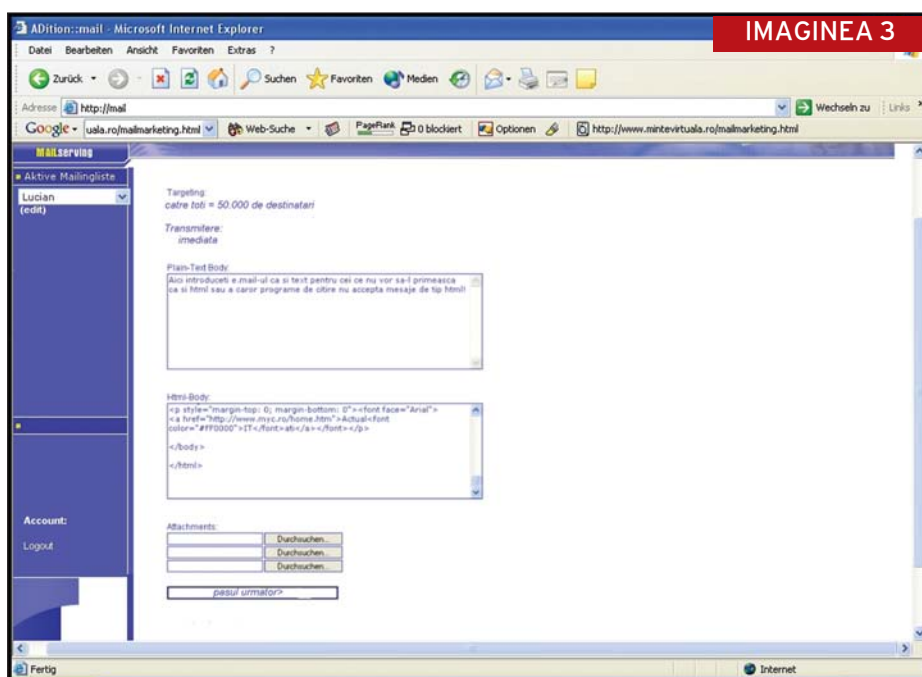 ADition::mail - Microsoft Internet Explorer
IMAGINEA 3
Datei Bearbeiten Ansicht Favoriten Extras ?
Zurück Suchen Favoriten Medien
Adresse http://mail Wechseln zu Links »
Google uala.ro/mailmarketing.html Web-Suche PageRank 0 blockiert Optionen http://www.mintevirtuala.ro/mailmarketing.html
MAILserving
Aktive Mailingliste
Lucian
(edit)
Targeting:
catre toti = 50.000 de destinatari
Transmitere:
imediata
Plain-Text Body:
Aici introduceti e.mail-ul ca si text pentru cei ce nu vor sa-l primeasca
ca si html sau a caror programe de citire nu accepta mesaje de tip html!
Html-Body:
<p style="margin-top: 0; margin-bottom: 0"><font face="Arial">
<a href="http://www.myc.ro/home.htm">Actual<font
color="#FF0000">IT</font>ati</a></font></p>
</body>
</html>
Account:
Logout
Attachments:
Durchsuchen...
Durchsuchen...
Durchsuchen...
pasul urmator>
Fertig Internet